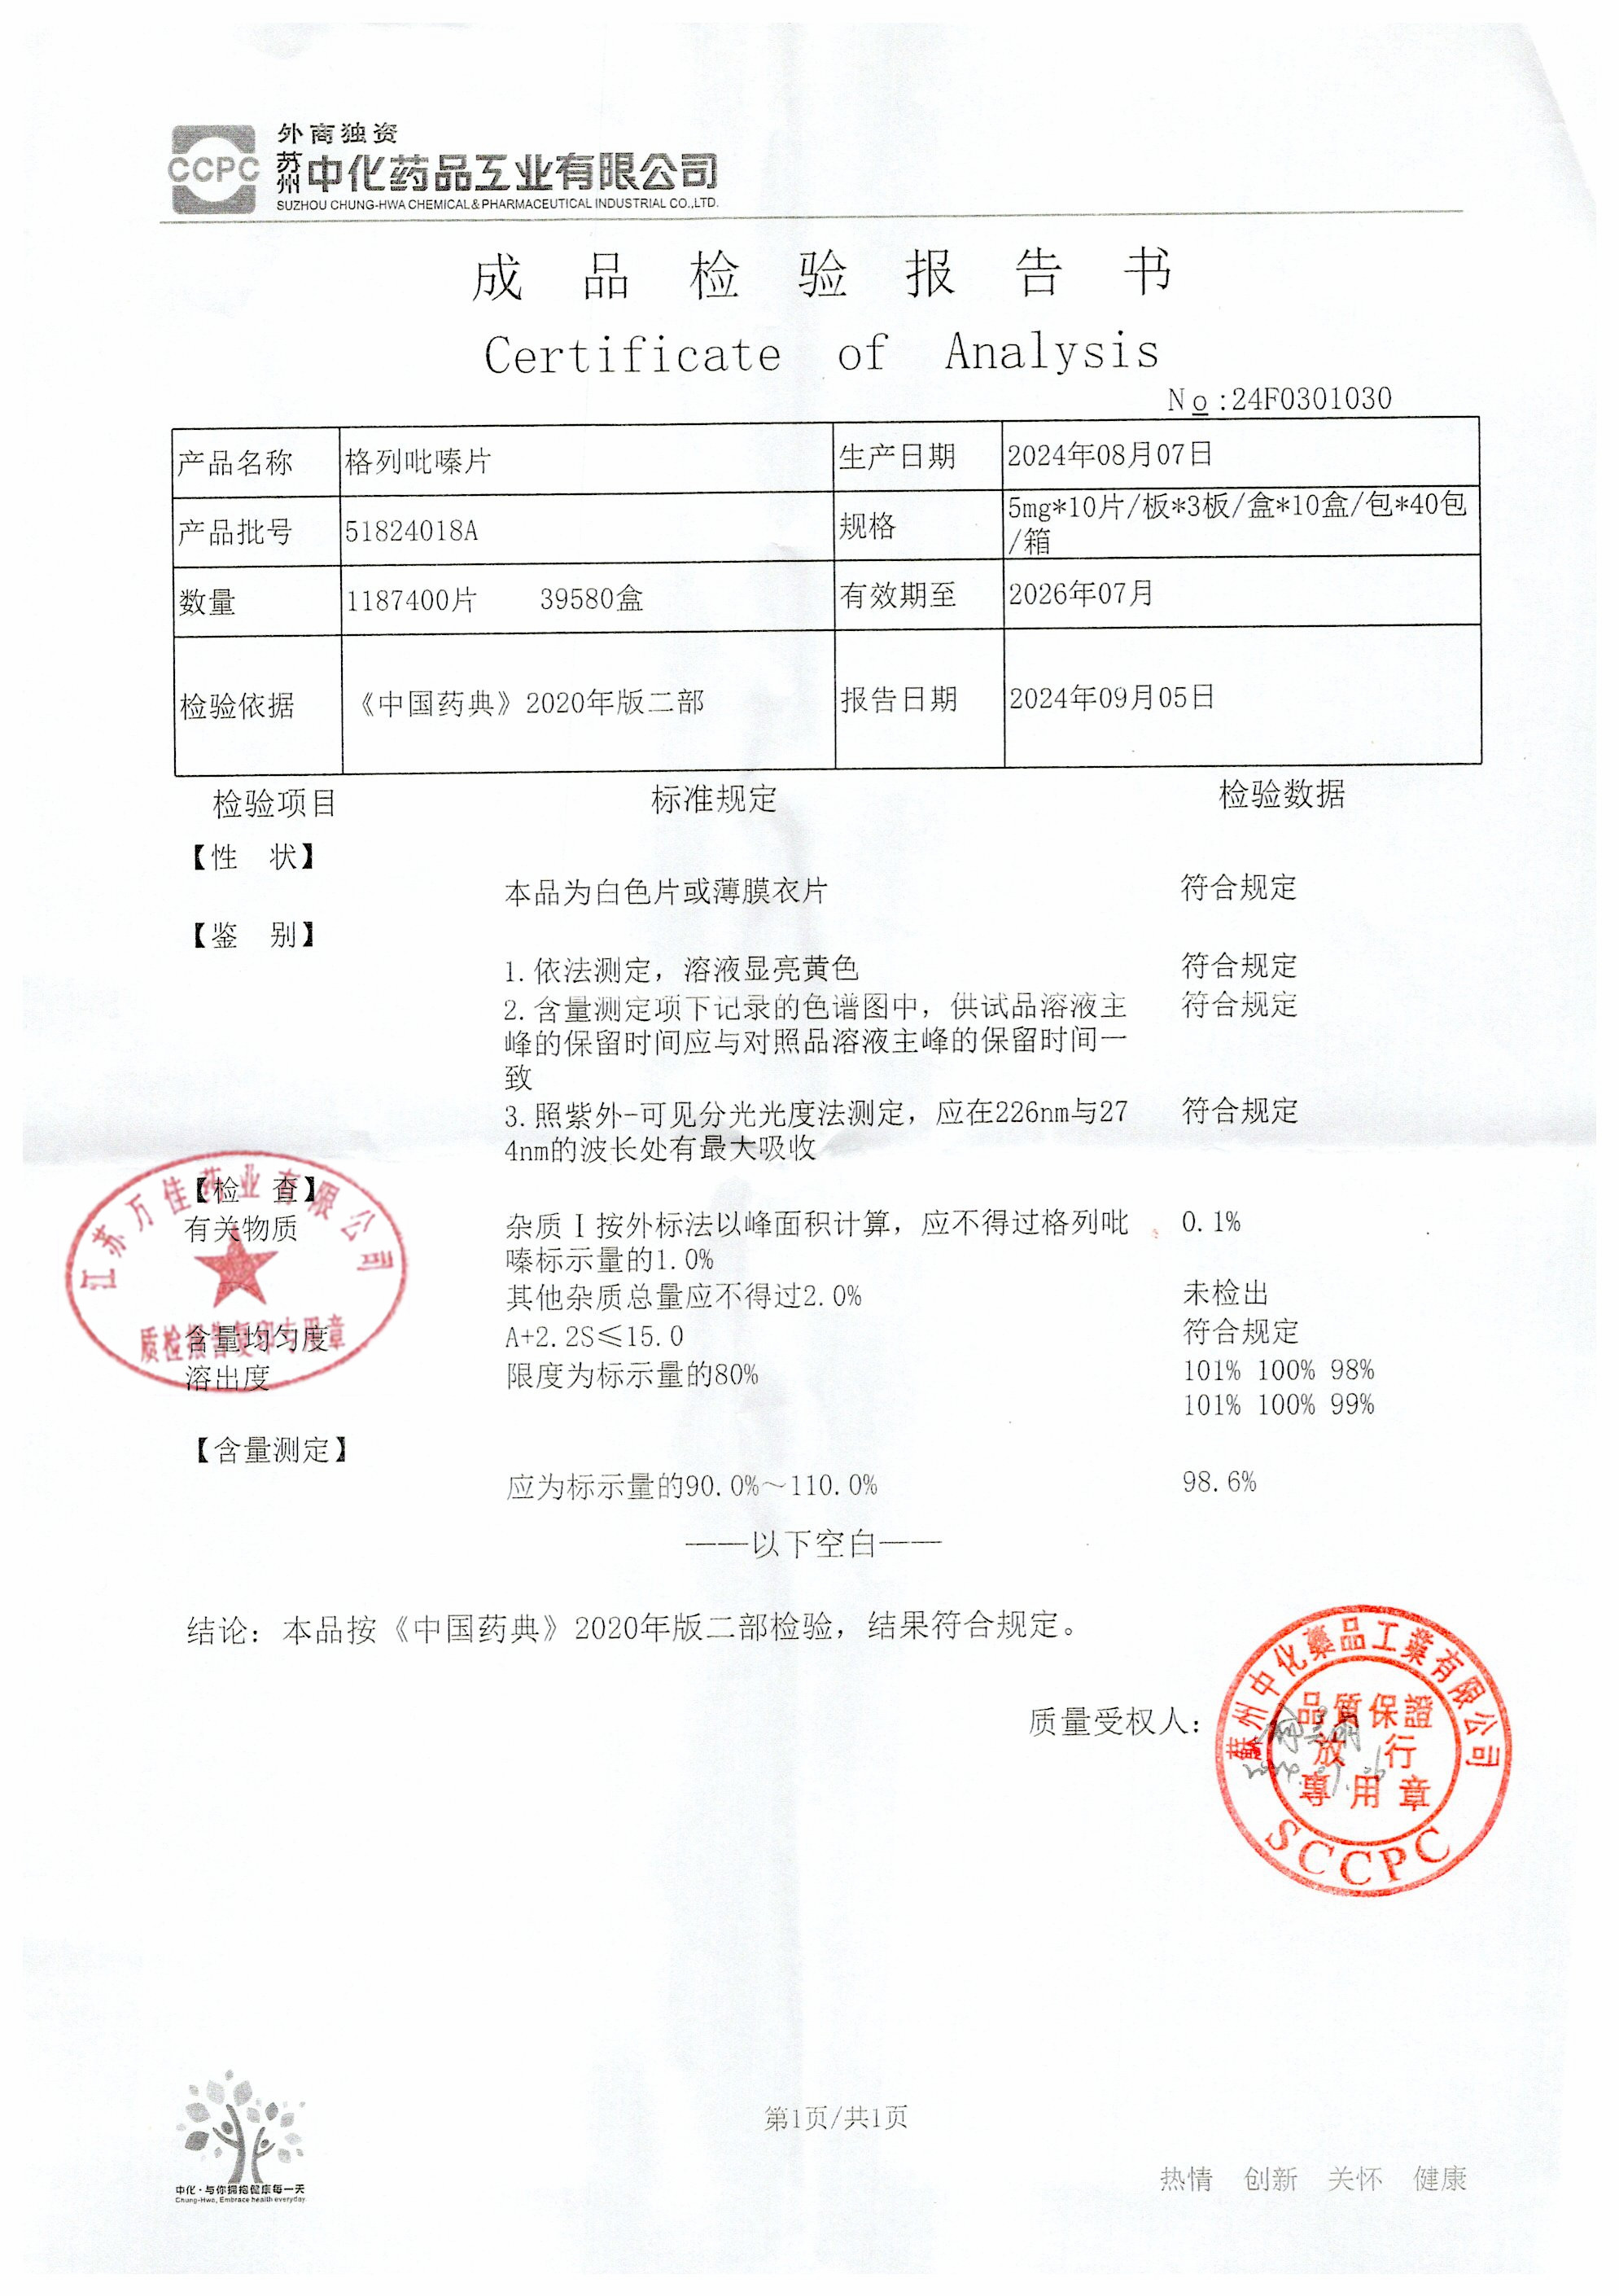 CCPC
外商独资
苏州中化药品工业有限公司
SUZHOU CHUNG-HWA CHEMICAL & PHARMACEUTICAL INDUSTRIAL CO.,LTD.
成品检验报告书
Certificate of Analysis
No:24F0301030
产品名称 格列吡嗪片 生产日期 2024年08月07日
产品批号 51824018A 规格 5mg*10片/板*3板/盒*10盒/包*40包
/箱
数量 1187400片 39580盒 有效期至 2026年07月
检验依据 《中国药典》2020年版二部 报告日期 2024年09月05日
检验项目 标准规定 检验数据
【性 状】
本品为白色片或薄膜衣片 符合规定
【鉴 别】
1.依法测定，溶液显亮黄色 符合规定
2.含量测定项下记录的色谱图中，供试品溶液主 符合规定
峰的保留时间应与对照品溶液主峰的保留时间一
致
3.照紫外-可见分光光度法测定，应在226nm与27 符合规定
4nm的波长处有最大吸收
【检 查】
有关物质 杂质Ⅰ按外标法以峰面积计算，应不得过格列吡 0.1%
嗪标示量的1.0%
其他杂质总量应不得过2.0% 未检出
含量均匀度 A+2.2S≤15.0 符合规定
溶出度 限度为标示量的80% 101% 100% 98%
101% 100% 99%
江苏万佳药业有限公司
质检报告复印专用章
【含量测定】
应为标示量的90.0%～110.0% 98.6%
——以下空白——
结论：本品按《中国药典》2020年版二部检验，结果符合规定。
质量受权人：
蘇州中化藥品工業有限公司
品質保證
放行
專用章
SCCPC
中化·与你拥抱健康每一天
Chung-Hwa, Embrace health everyday.
第1页/共1页
热情 创新 关怀 健康